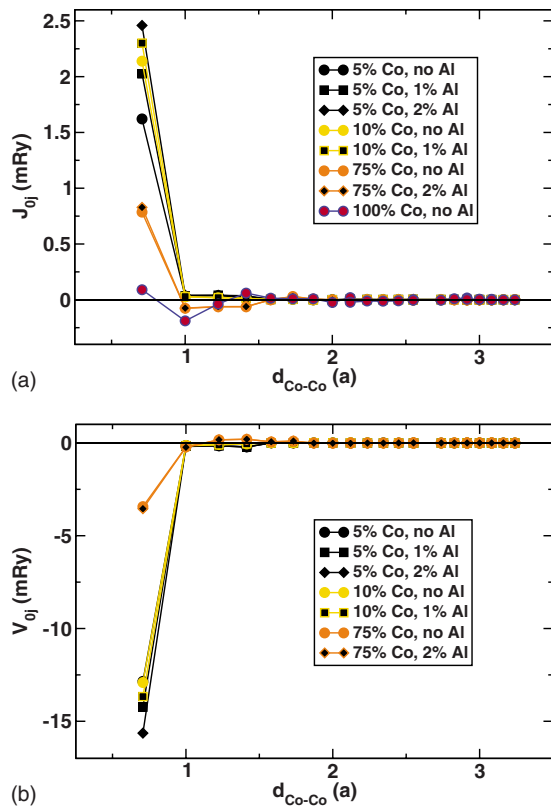 2.5
2
1.5
1
0.5
0
J0j (mRy)
5% Co, no Al
5% Co, 1% Al
5% Co, 2% Al
10% Co, no Al
10% Co, 1% Al
75% Co, no Al
75% Co, 2% Al
100% Co, no Al
1 2 3
(a)
dCo-Co (a)
0
-5
-10
-15
V0j (mRy)
5% Co, no Al
5% Co, 1% Al
5% Co, 2% Al
10% Co, no Al
10% Co, 1% Al
75% Co, no Al
75% Co, 2% Al
1 2 3
(b)
dCo-Co (a)